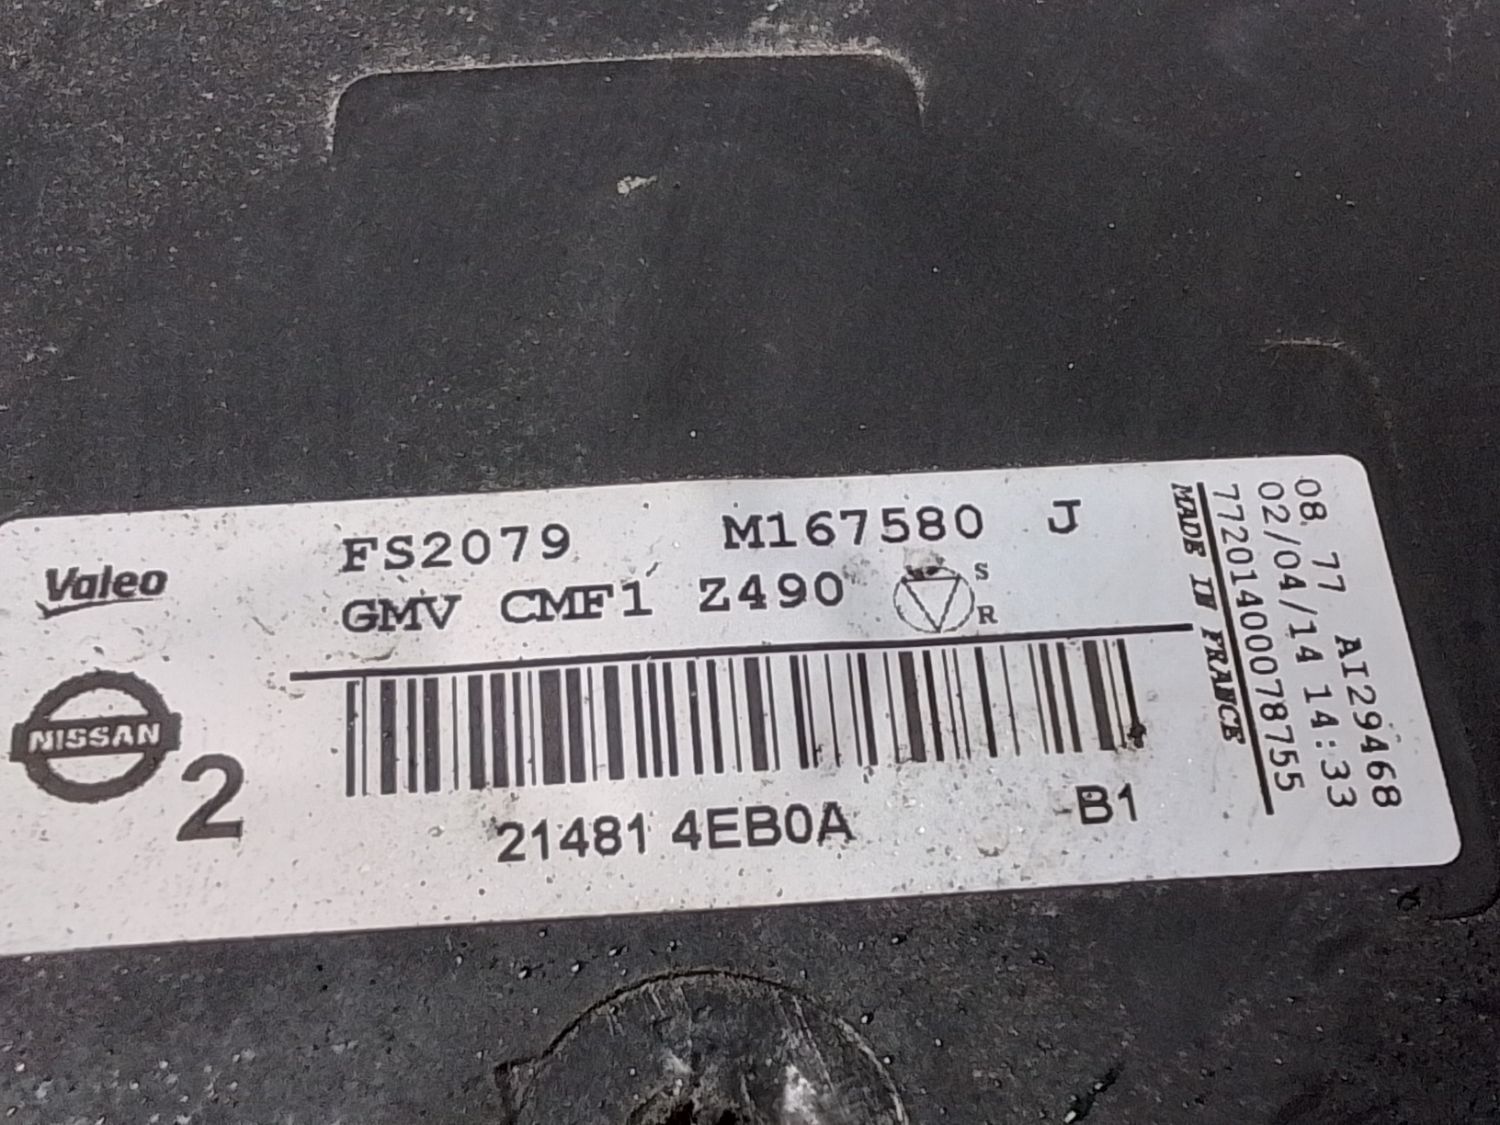 Valeo
FS2079 M167580 J
GMV CMF1 Z490
S
R
NISSAN
2
21481 4EB0A B1
MADE IN FRANCE
77201400078755
02/04/14 14:33
08 77 AI29468